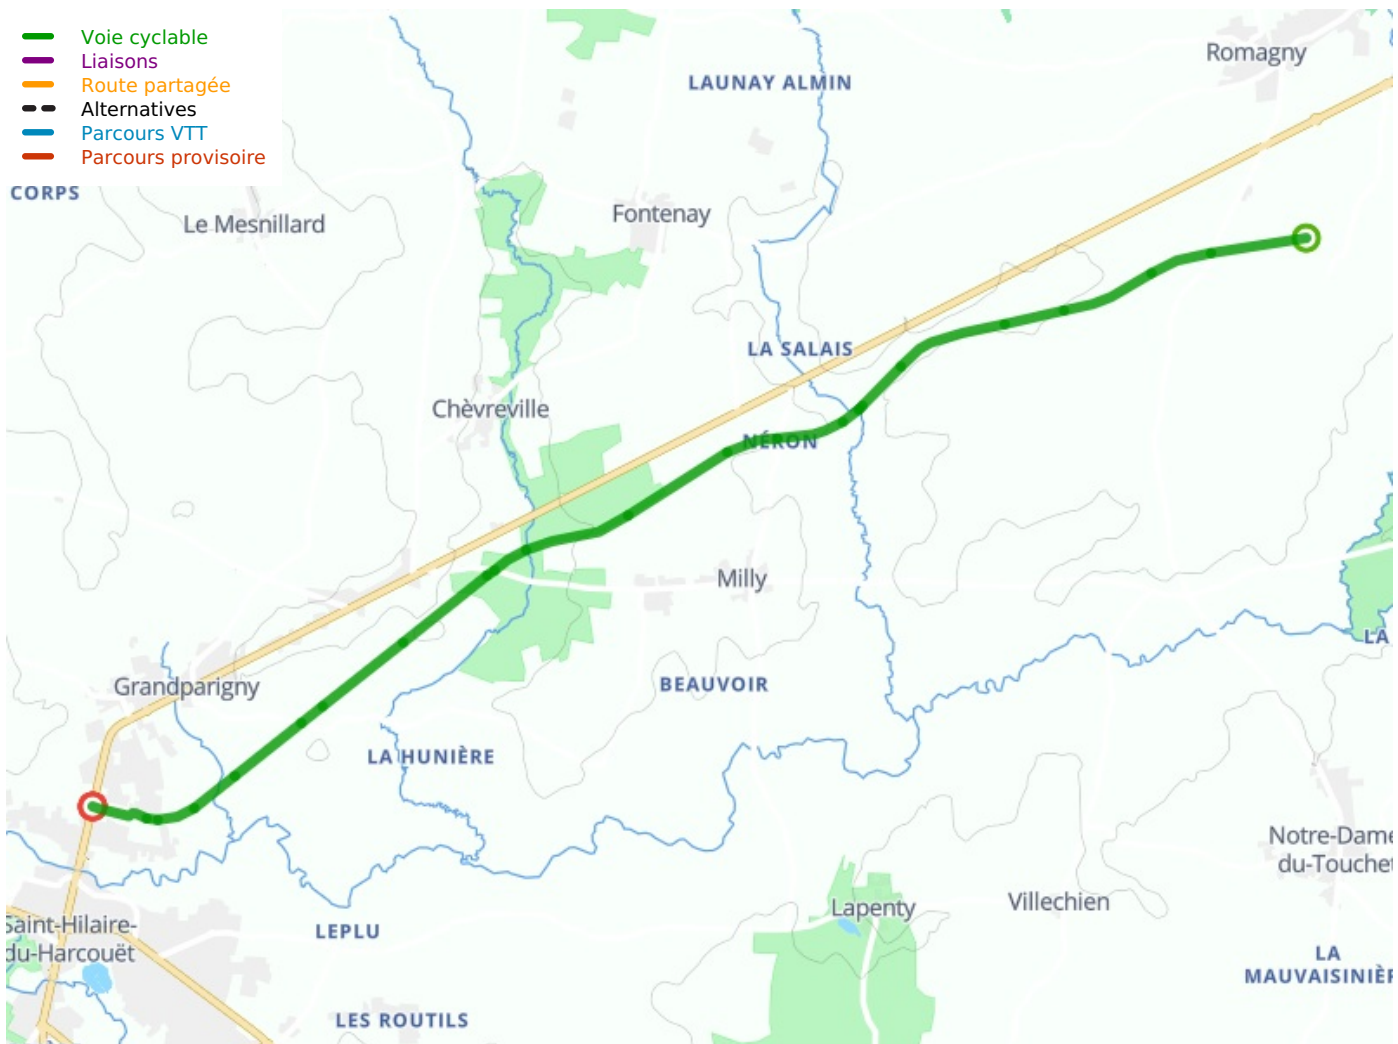 Voie cyclable
Liaisons
Route partagée
Alternatives
Parcours VTT
Parcours provisoire
Romagny
LAUNAY ALMIN
CORPS
Le Mesnillard
Fontenay
LA SALAIS
Chèvreville
NÉRON
Milly
LA
Grandparigny
BEAUVOIR
LA HUNIÈRE
Notre-Dame
du-Touchet
Villechien
Lapenty
Saint-Hilaire-
du-Harcouët
LEPLU
LA
MAUVAISINIÈR
LES ROUTILS